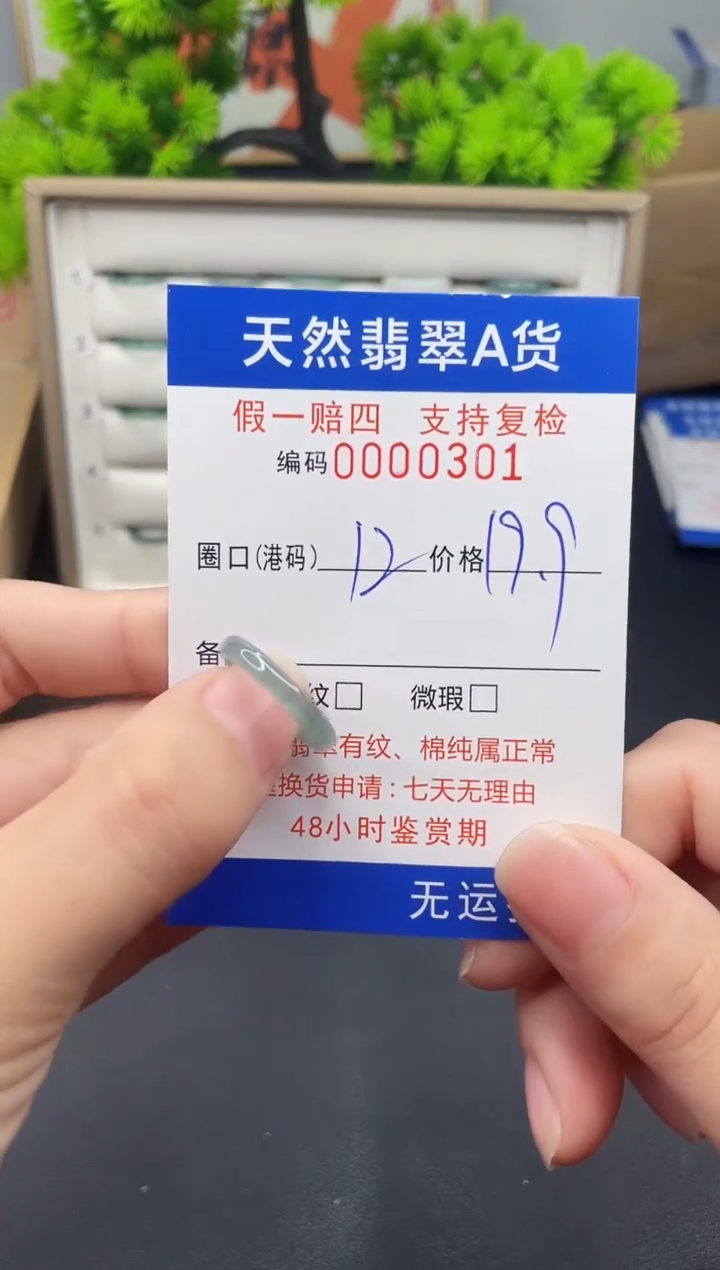 天然翡翠A货
假一赔四 支持复检
编码0000301
圈口(港码) 12 价格 19.9
备
纹□ 微瑕□
翡翠有纹、棉纯属正常
换货申请:七天无理由
48小时鉴赏期
无运